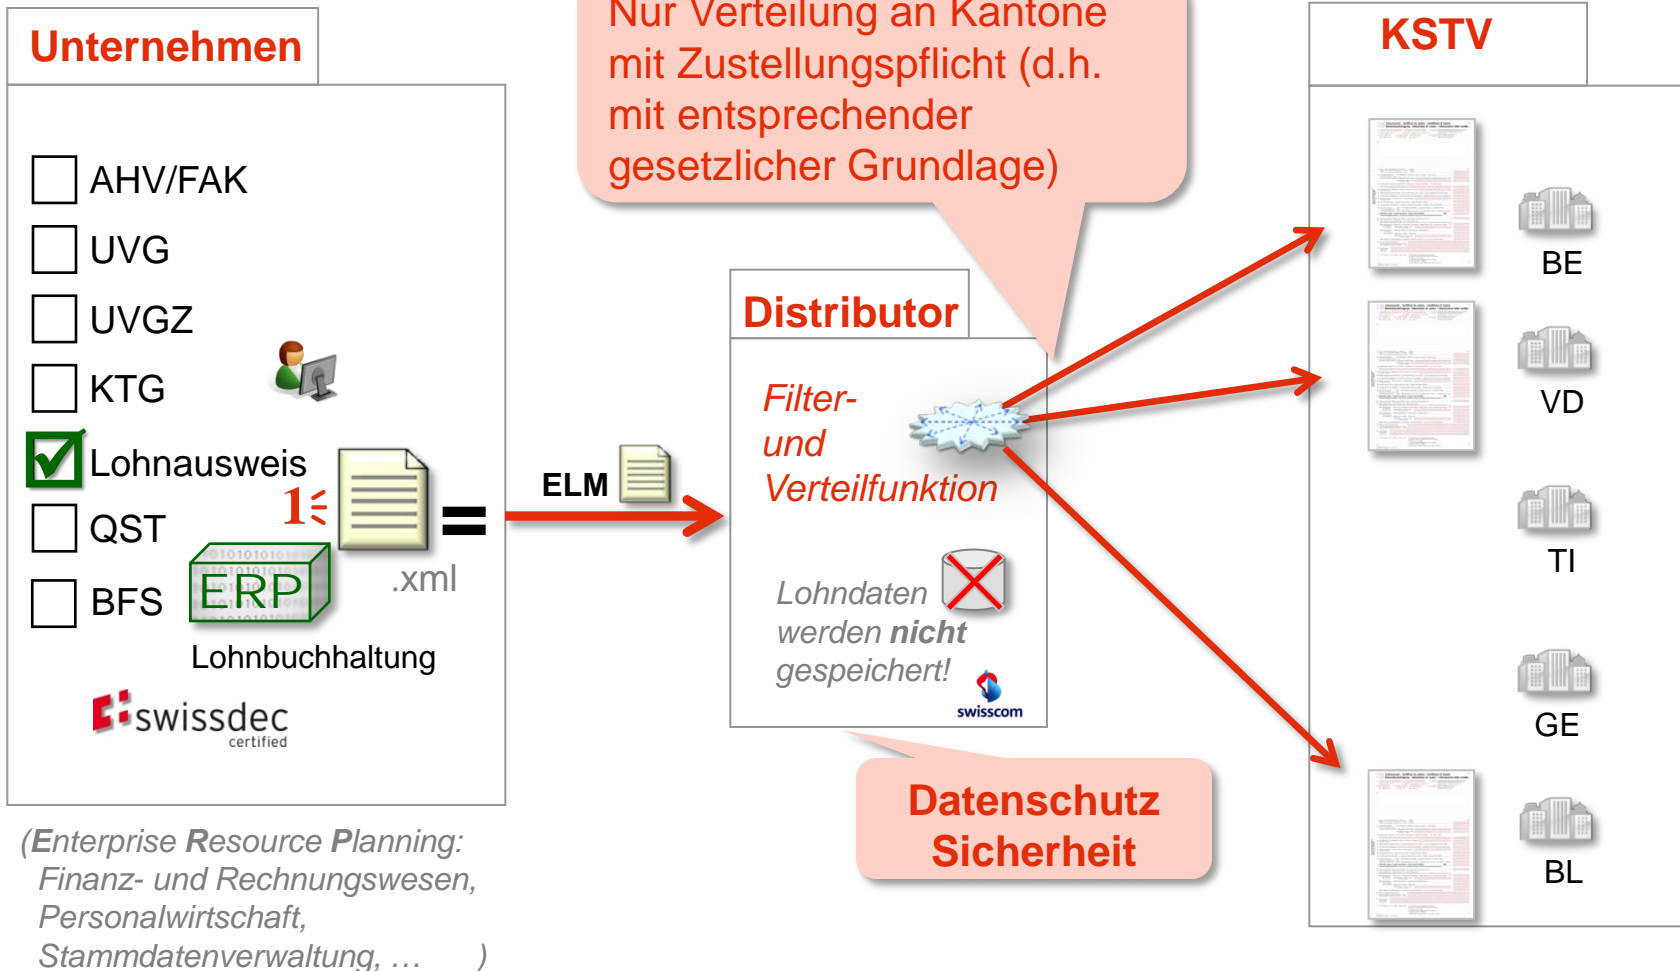 Unternehmen
AHV/FAK
UVG
UVGZ
KTG
Lohnausweis
QST
BFS
1
.xml
=
ERP
Lohnbuchhaltung
swissdec
certified
(Enterprise Resource Planning:
Finanz- und Rechnungswesen,
Personalwirtschaft,
Stammdatenverwaltung, … )
ELM
Nur Verteilung an Kantone
mit Zustellungspflicht (d.h.
mit entsprechender
gesetzlicher Grundlage)
Distributor
Filter-
und
Verteilfunktion
Lohndaten
werden nicht
gespeichert!
swisscom
Datenschutz
Sicherheit
KSTV
BE
VD
TI
GE
BL